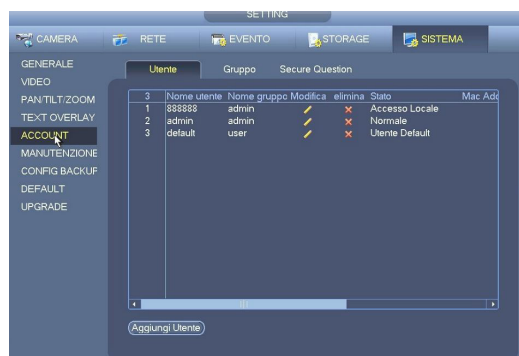 SETTING
CAMERA RETE EVENTO STORAGE SISTEMA
GENERALE
VIDEO
PAN/TILT/ZOOM
TEXT OVERLAY
ACCOUNT
MANUTENZIONE
CONFIG BACKUP
DEFAULT
UPGRADE
Utente Gruppo Secure Question
3 Nome utente Nome gruppo Modifica elimina Stato Mac Add
1 888888 admin Accesso Locale
2 admin admin Normale
3 default user Utente Default
Aggiungi Utente